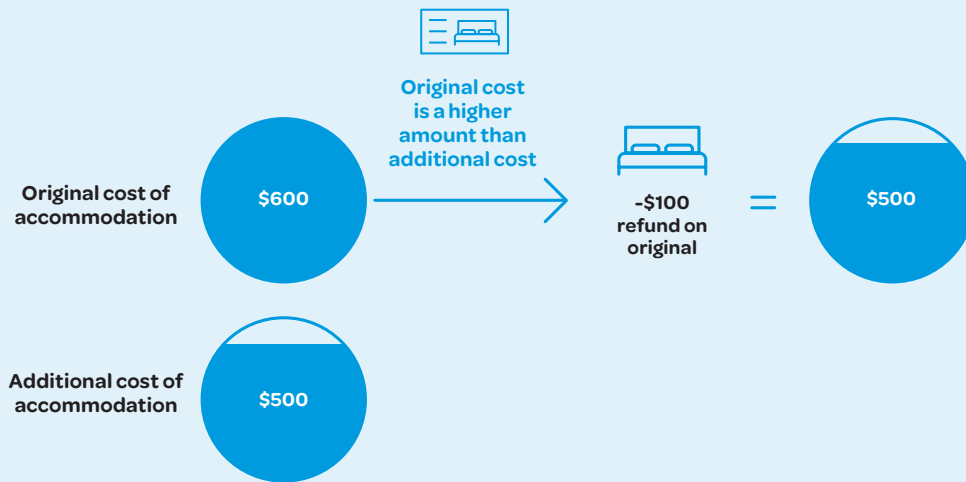 Original cost
is a higher
amount than
additional cost
Original cost of
accommodation
$600
-$100
refund on
original
=
$500
Additional cost of
accommodation
$500